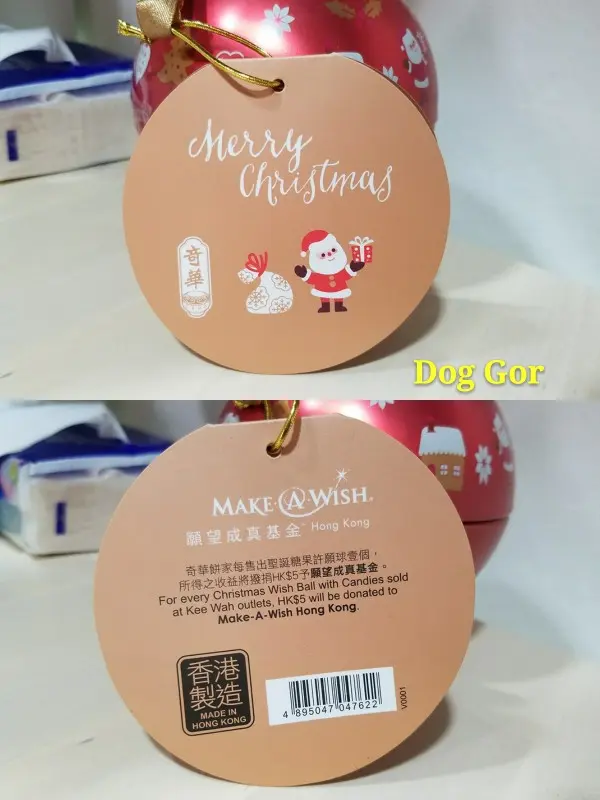 Merry
Christmas
奇華
Dog Gor
MAKE-A-WISH®
願望成真基金™ Hong Kong
奇華餅家每售出聖誕糖果許願球壹個，
所得之收益將撥捐HK$5予願望成真基金。
For every Christmas Wish Ball with Candies sold
at Kee Wah outlets, HK$5 will be donated to
Make-A-Wish Hong Kong.
香港
製造
MADE IN
HONG KONG
4 895047 047622
V0001